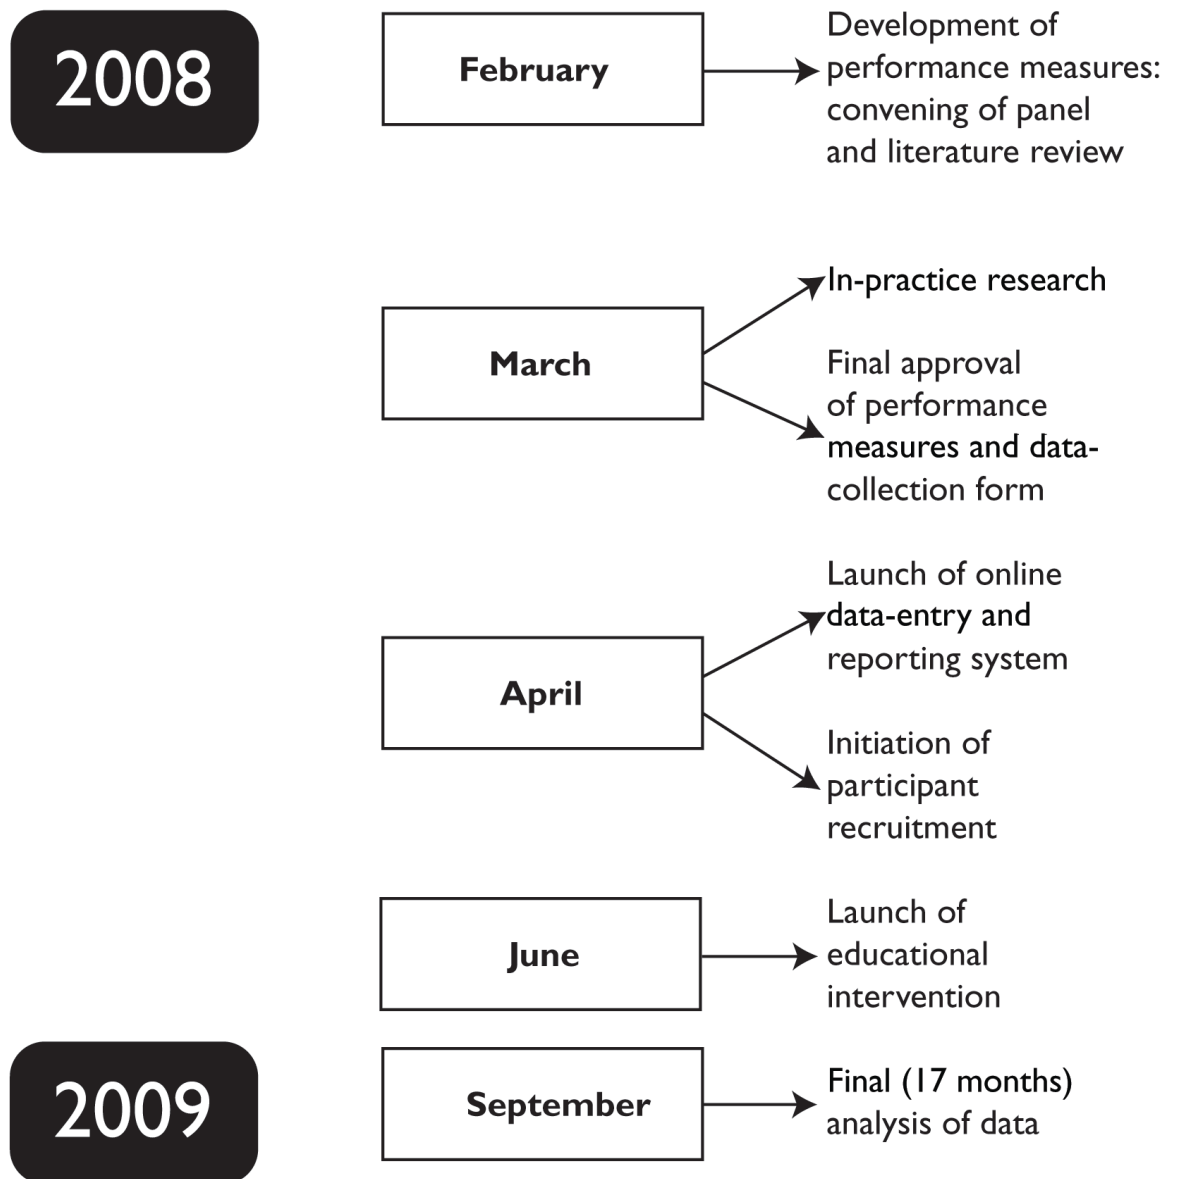 2008
February
Development of
performance measures:
convening of panel
and literature review
March
In-practice research
Final approval
of performance
measures and data-
collection form
April
Launch of online
data-entry and
reporting system
Initiation of
participant
recruitment
June
Launch of
educational
intervention
2009
September
Final (17 months)
analysis of data